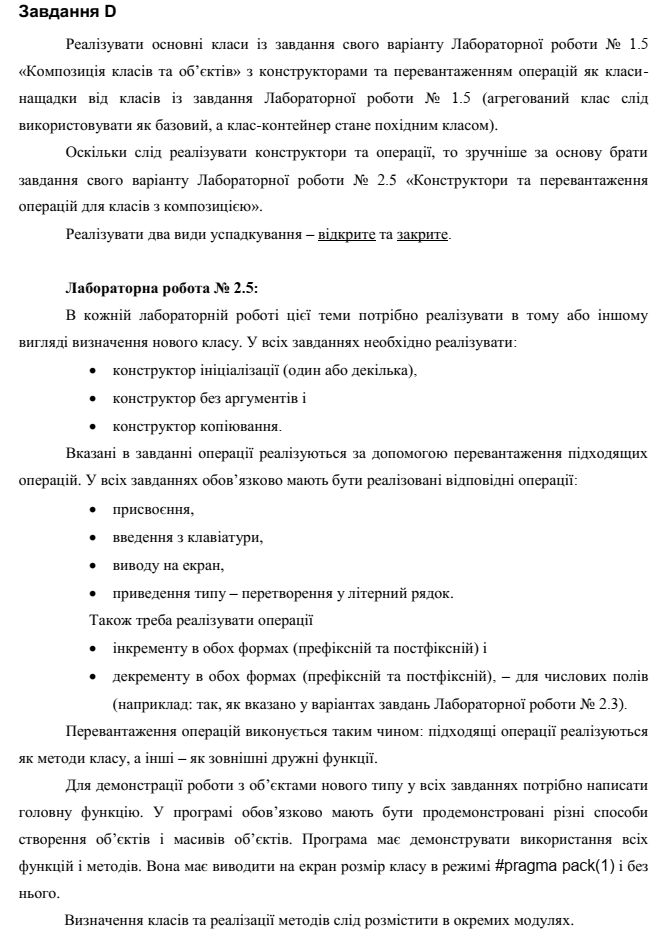 Завдання D
Реалізувати основні класи із завдання свого варіанту Лабораторної роботи № 1.5
«Композиція класів та об’єктів» з конструкторами та перевантаженням операцій як класи-
нащадки від класів із завдання Лабораторної роботи № 1.5 (агрегований клас слід
використовувати як базовий, а клас-контейнер стане похідним класом).
Оскільки слід реалізувати конструктори та операції, то зручніше за основу брати
завдання свого варіанту Лабораторної роботи № 2.5 «Конструктори та перевантаження
операцій для класів з композицією».
Реалізувати два види успадкування – відкрите та закрите.
Лабораторна робота № 2.5:
В кожній лабораторній роботі цієї теми потрібно реалізувати в тому або іншому
вигляді визначення нового класу. У всіх завданнях необхідно реалізувати:
• конструктор ініціалізації (один або декілька),
• конструктор без аргументів і
• конструктор копіювання.
Вказані в завданні операції реалізуються за допомогою перевантаження підходящих
операцій. У всіх завданнях обов’язково мають бути реалізовані відповідні операції:
• присвоєння,
• введення з клавіатури,
• виводу на екран,
• приведення типу – перетворення у літерний рядок.
Також треба реалізувати операції
• інкременту в обох формах (префіксній та постфіксній) і
• декременту в обох формах (префіксній та постфіксній), – для числових полів
(наприклад: так, як вказано у варіантах завдань Лабораторної роботи № 2.3).
Перевантаження операцій виконується таким чином: підходящі операції реалізуються
як методи класу, а інші – як зовнішні дружні функції.
Для демонстрації роботи з об’єктами нового типу у всіх завданнях потрібно написати
головну функцію. У програмі обов’язково мають бути продемонстровані різні способи
створення об’єктів і масивів об’єктів. Програма має демонструвати використання всіх
функцій і методів. Вона має виводити на екран розмір класу в режимі #pragma pack(1) і без
нього.
Визначення класів та реалізації методів слід розмістити в окремих модулях.